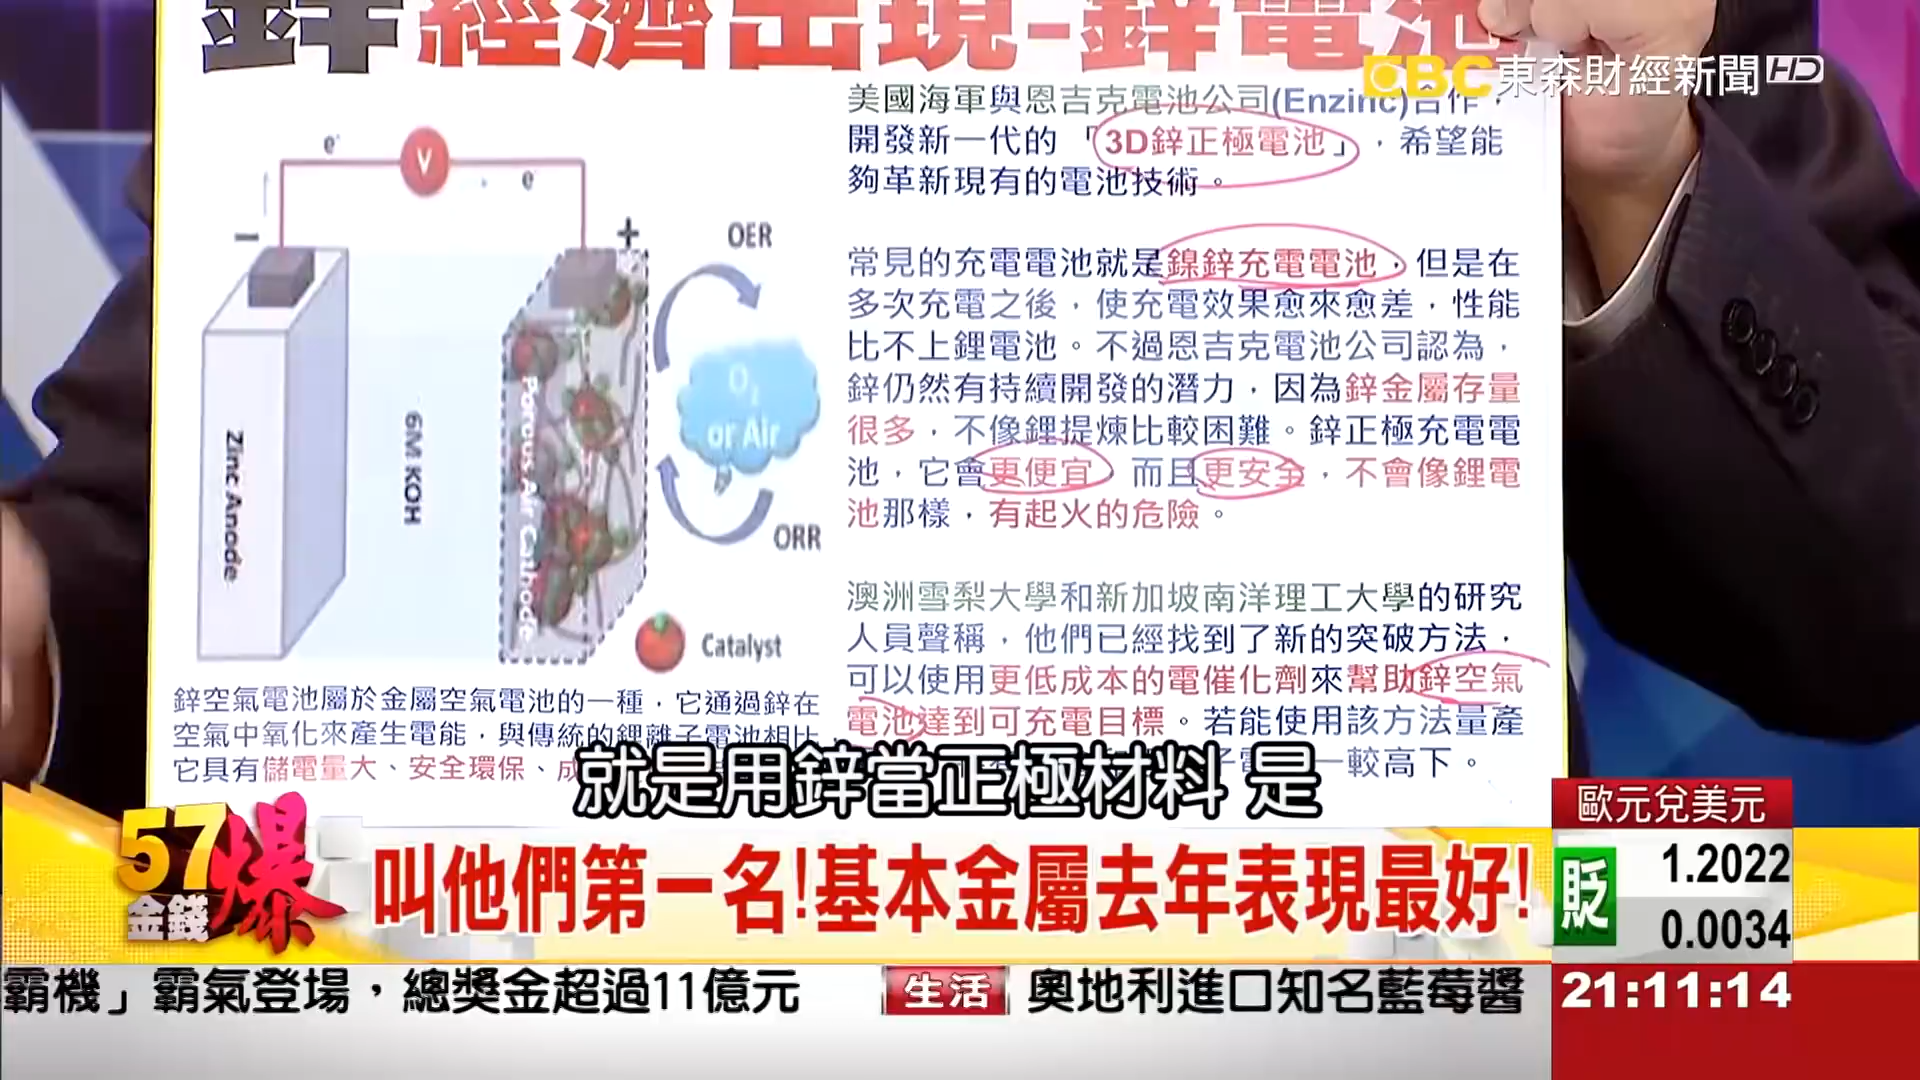 鋅經濟出現-鋅電池
EBC東森財經新聞HD
美國海軍與恩吉克電池公司(Enzinc)合作，
開發新一代的「3D鋅正極電池」，希望能
夠革新現有的電池技術。
常見的充電電池就是鎳鋅充電電池，但是在
多次充電之後，使充電效果愈來愈差，性能
比不上鋰電池。不過恩吉克電池公司認為，
鋅仍然有持續開發的潛力，因為鋅金屬存量
很多，不像鋰提煉比較困難。鋅正極充電電
池，它會更便宜，而且更安全，不會像鋰電
池那樣，有起火的危險。
澳洲雪梨大學和新加坡南洋理工大學的研究
人員聲稱，他們已經找到了新的突破方法，
可以使用更低成本的電催化劑來幫助鋅空氣
電池達到可充電目標。若能使用該方法量產
一較高下。
e-
V
e
−
+
OER
O2
or Air
ORR
Zinc Anode
6M KOH
Porous Air Cathode
Catalyst
鋅空氣電池屬於金屬空氣電池的一種，它通過鋅在
空氣中氧化來產生電能，與傳統的鋰離子電池相比，
它具有儲電量大、安全環保、
就是用鋅當正極材料 是
57
金錢爆
叫他們第一名!基本金屬去年表現最好!
歐元兌美元
貶
1.2022
0.0034
霸機」霸氣登場，總獎金超過11億元
生活
奧地利進口知名藍莓醬
21:11:14